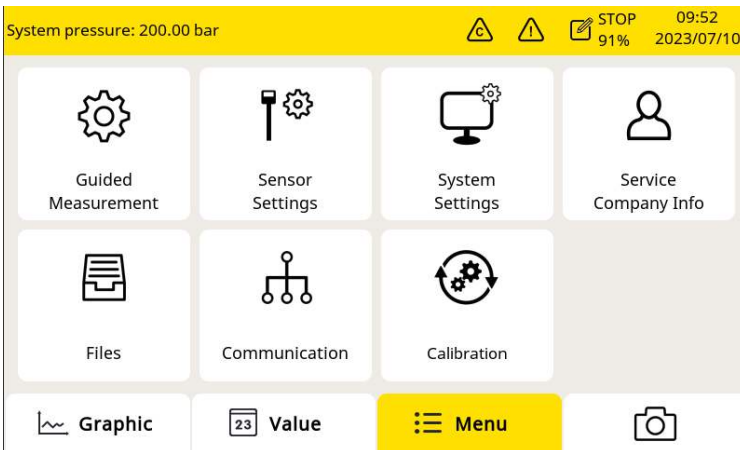 System pressure: 200.00 bar
C
!
STOP
91%
09:52
2023/07/10
Guided
Measurement
Sensor
Settings
System
Settings
Service
Company Info
Files
Communication
Calibration
Graphic
23 Value
Menu